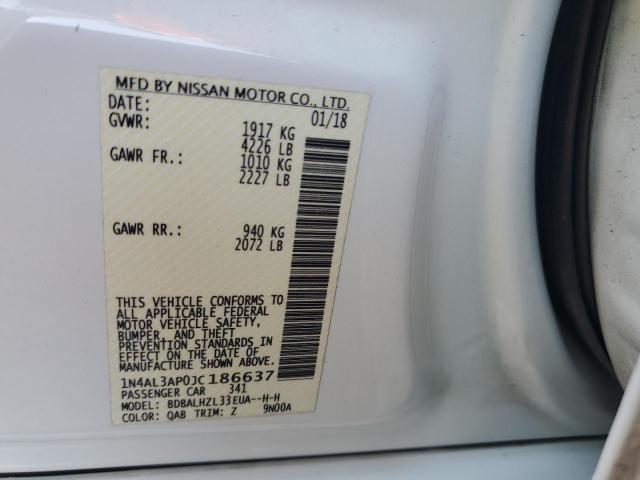 MFD BY NISSAN MOTOR CO., LTD.
DATE: 01/18
GVWR: 1917 KG
4226 LB
GAWR FR.: 1010 KG
2227 LB
GAWR RR.: 940 KG
2072 LB
THIS VEHICLE CONFORMS TO
ALL APPLICABLE FEDERAL
MOTOR VEHICLE SAFETY,
BUMPER, AND THEFT
PREVENTION STANDARDS IN
EFFECT ON THE DATE OF
MANUFACTURE SHOWN ABOVE.
1N4AL3AP0JC186637
PASSENGER CAR 341
MODEL: BDBALHZL33EUA--H-H
COLOR: QAB TRIM: Z 9N00A